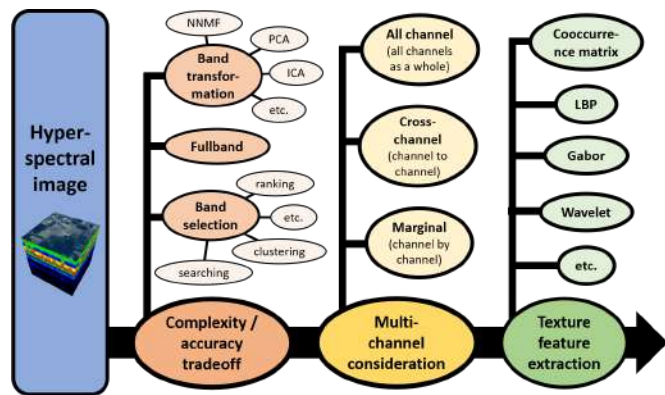 Hyper-
spectral
image
NNMF
PCA
Band
transfor-
mation
ICA
etc.
Fullband
ranking
Band
selection
etc.
clustering
searching
Complexity /
accuracy
tradeoff
All channel
(all channels
as a whole)
Cross-
channel
(channel to
channel)
Marginal
(channel by
channel)
Multi-
channel
consideration
Cooccurre-
nce matrix
LBP
Gabor
Wavelet
etc.
Texture
feature
extraction